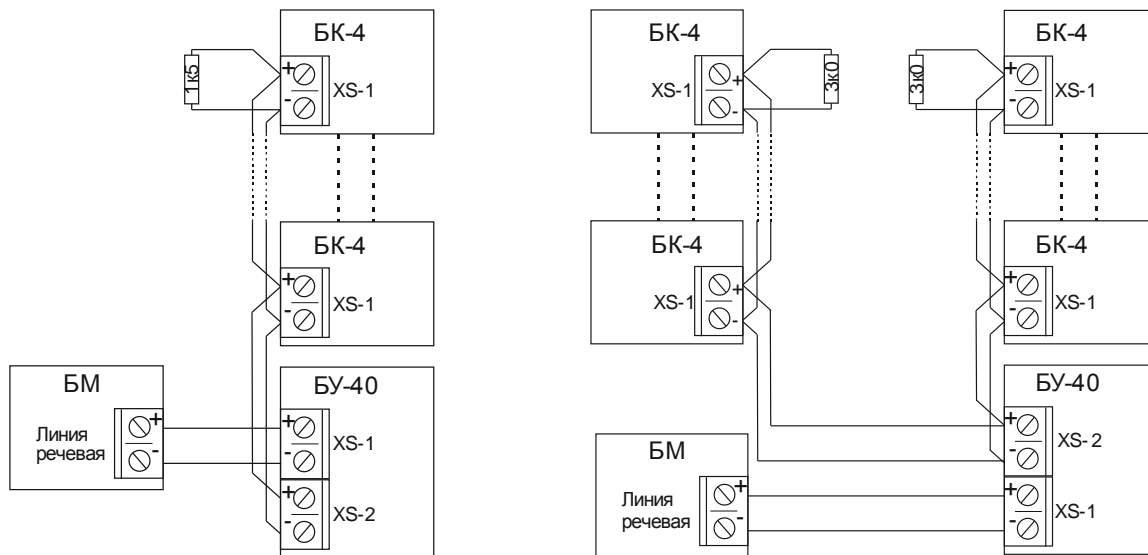 БК-4
1к5
+
-
XS-1
БК-4
+
-
XS-1
БМ
Линия
речевая
+
-
БУ-40
+
-
XS-1
+
-
XS-2
БК-4
XS-1
+
-
3к0
3к0
БК-4
+
-
XS-1
БК-4
XS-1
+
-
БК-4
+
-
XS-1
БМ
Линия
речевая
+
-
БУ-40
+
-
XS-2
+
-
XS-1